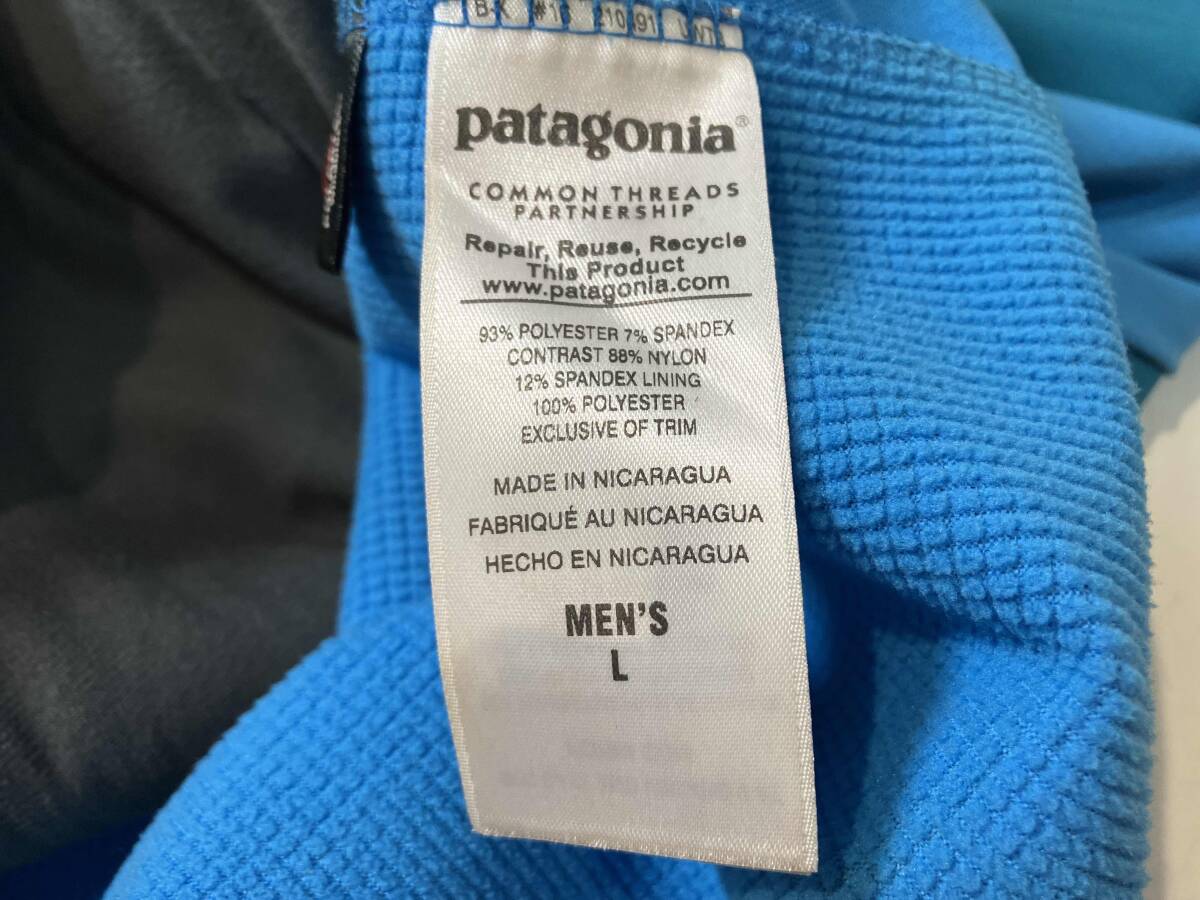 patagonia®
COMMON THREADS
PARTNERSHIP
Repair, Reuse, Recycle
This Product
www.patagonia.com
93% POLYESTER 7% SPANDEX
CONTRAST 88% NYLON
12% SPANDEX LINING
100% POLYESTER
EXCLUSIVE OF TRIM
MADE IN NICARAGUA
FABRIQUÉ AU NICARAGUA
HECHO EN NICARAGUA
MEN'S
L